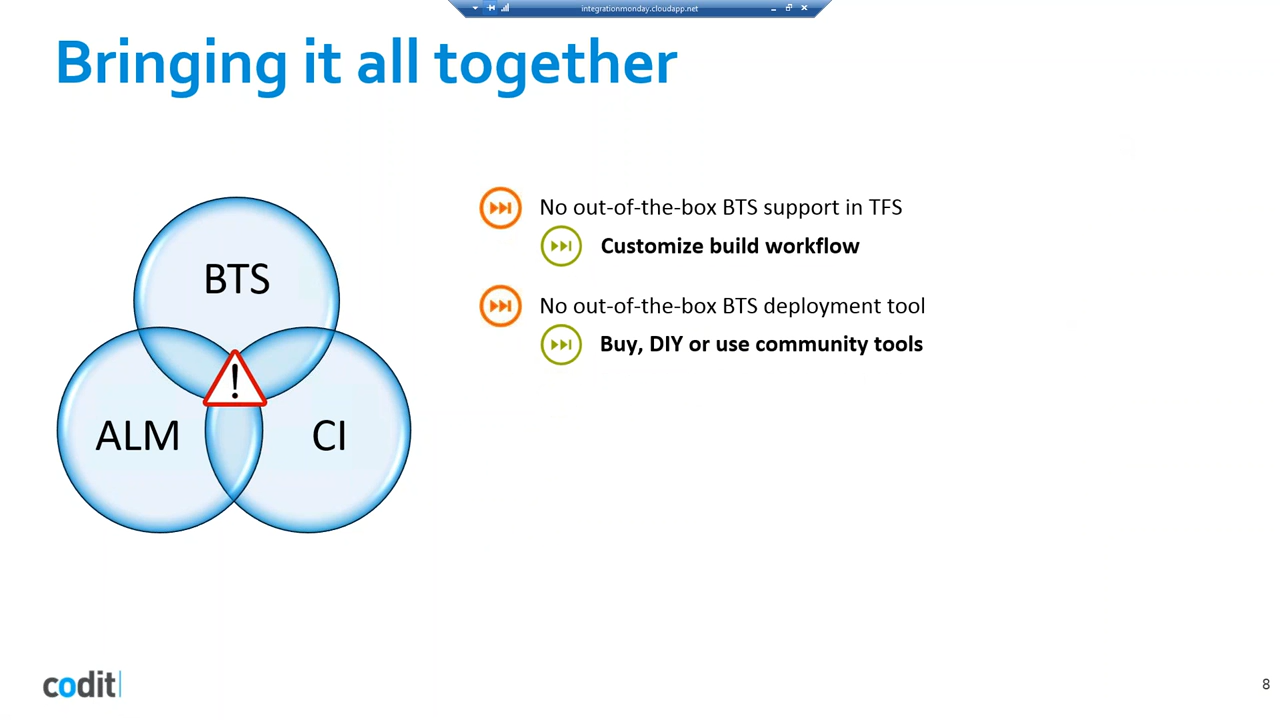 integrationmonday.cloudapp.net
Bringing it all together
BTS
ALM
CI
!
No out-of-the-box BTS support in TFS
Customize build workflow
No out-of-the-box BTS deployment tool
Buy, DIY or use community tools
codit
8